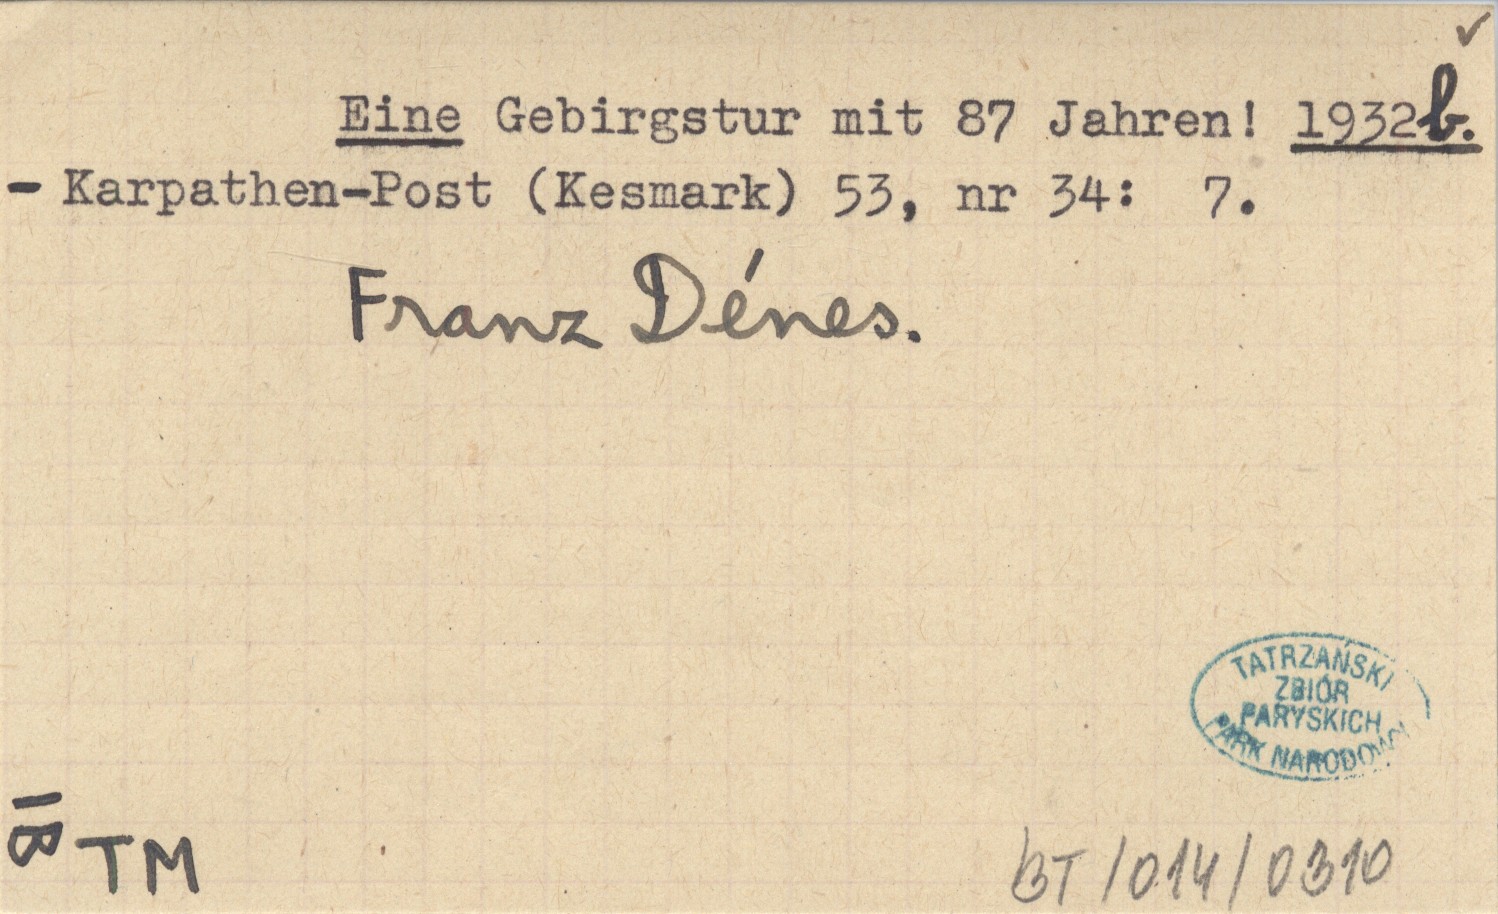 ✓
Eine Gebirgstur mit 87 Jahren! 1932b.
- Karpathen-Post (Kesmark) 53, nr 34: 7.
Franz Dénes.
TATRZAŃSKI
ZBIÓR
PARYSKICH
PARK NARODOWY
IB
TM
BT/014/0310